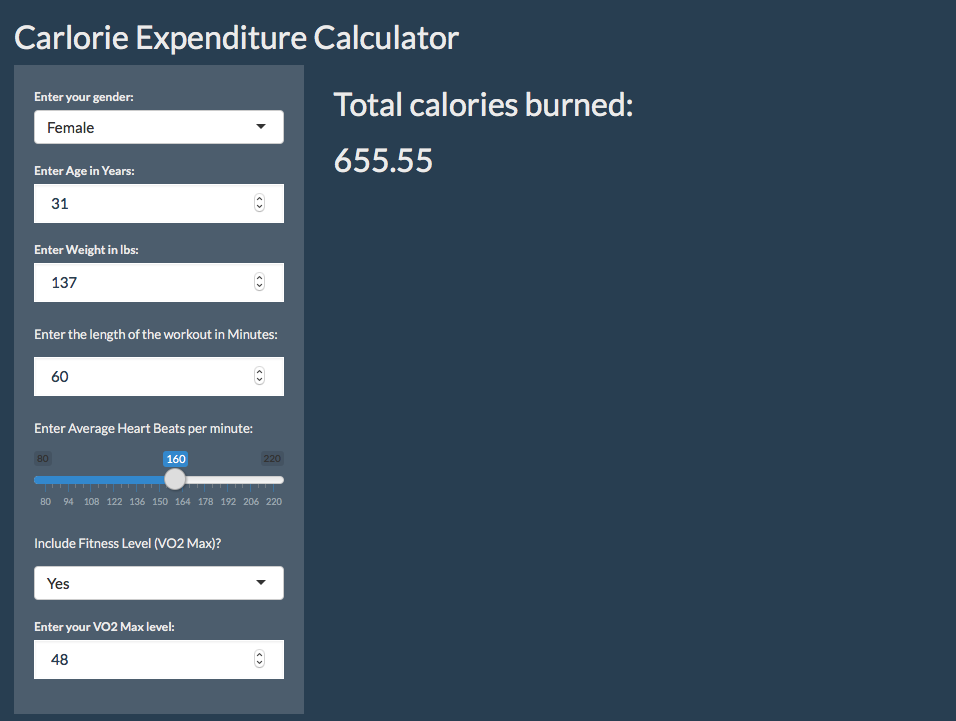 Carlorie Expenditure Calculator
Enter your gender:
Female
Enter Age in Years:
31
Enter Weight in lbs:
137
Enter the length of the workout in Minutes:
60
Enter Average Heart Beats per minute:
80 160 220
80 94 108 122 136 150 164 178 192 206 220
Include Fitness Level (VO2 Max)?
Yes
Enter your VO2 Max level:
48
Total calories burned:
655.55